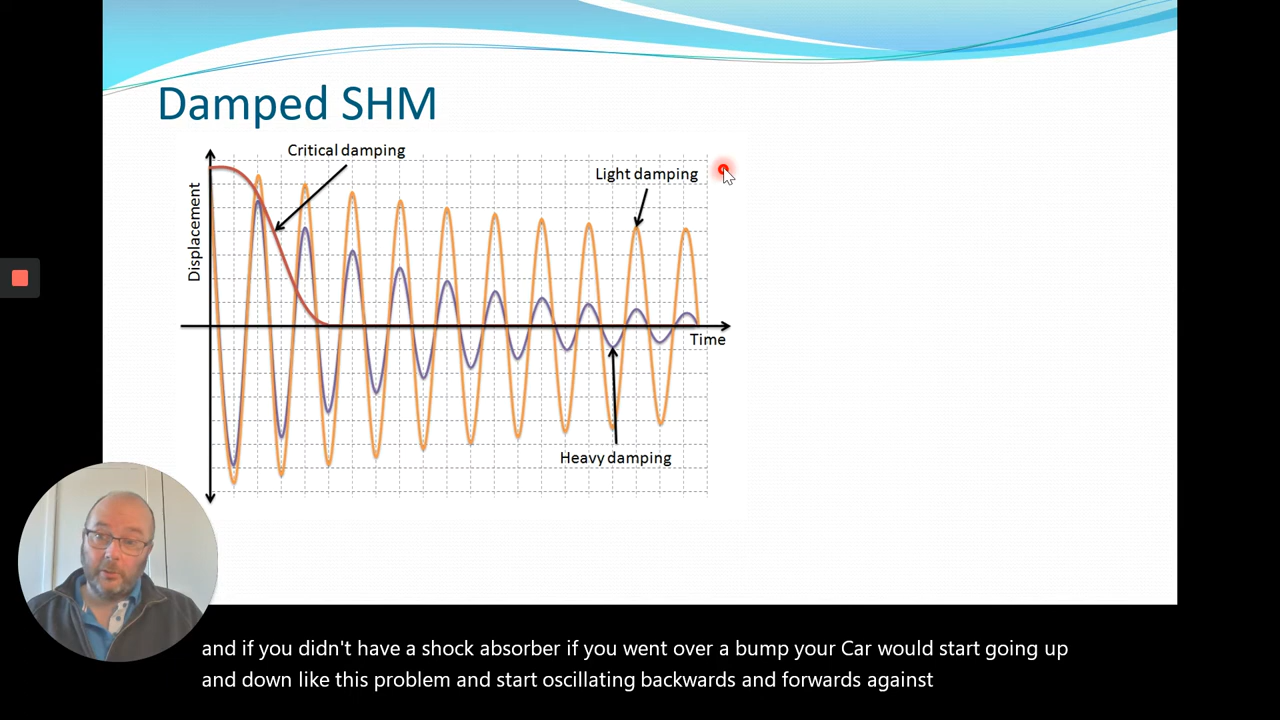 Damped SHM
Critical damping
Light damping
Displacement
Time
Heavy damping
and if you didn't have a shock absorber if you went over a bump your Car would start going up
and down like this problem and start oscillating backwards and forwards against